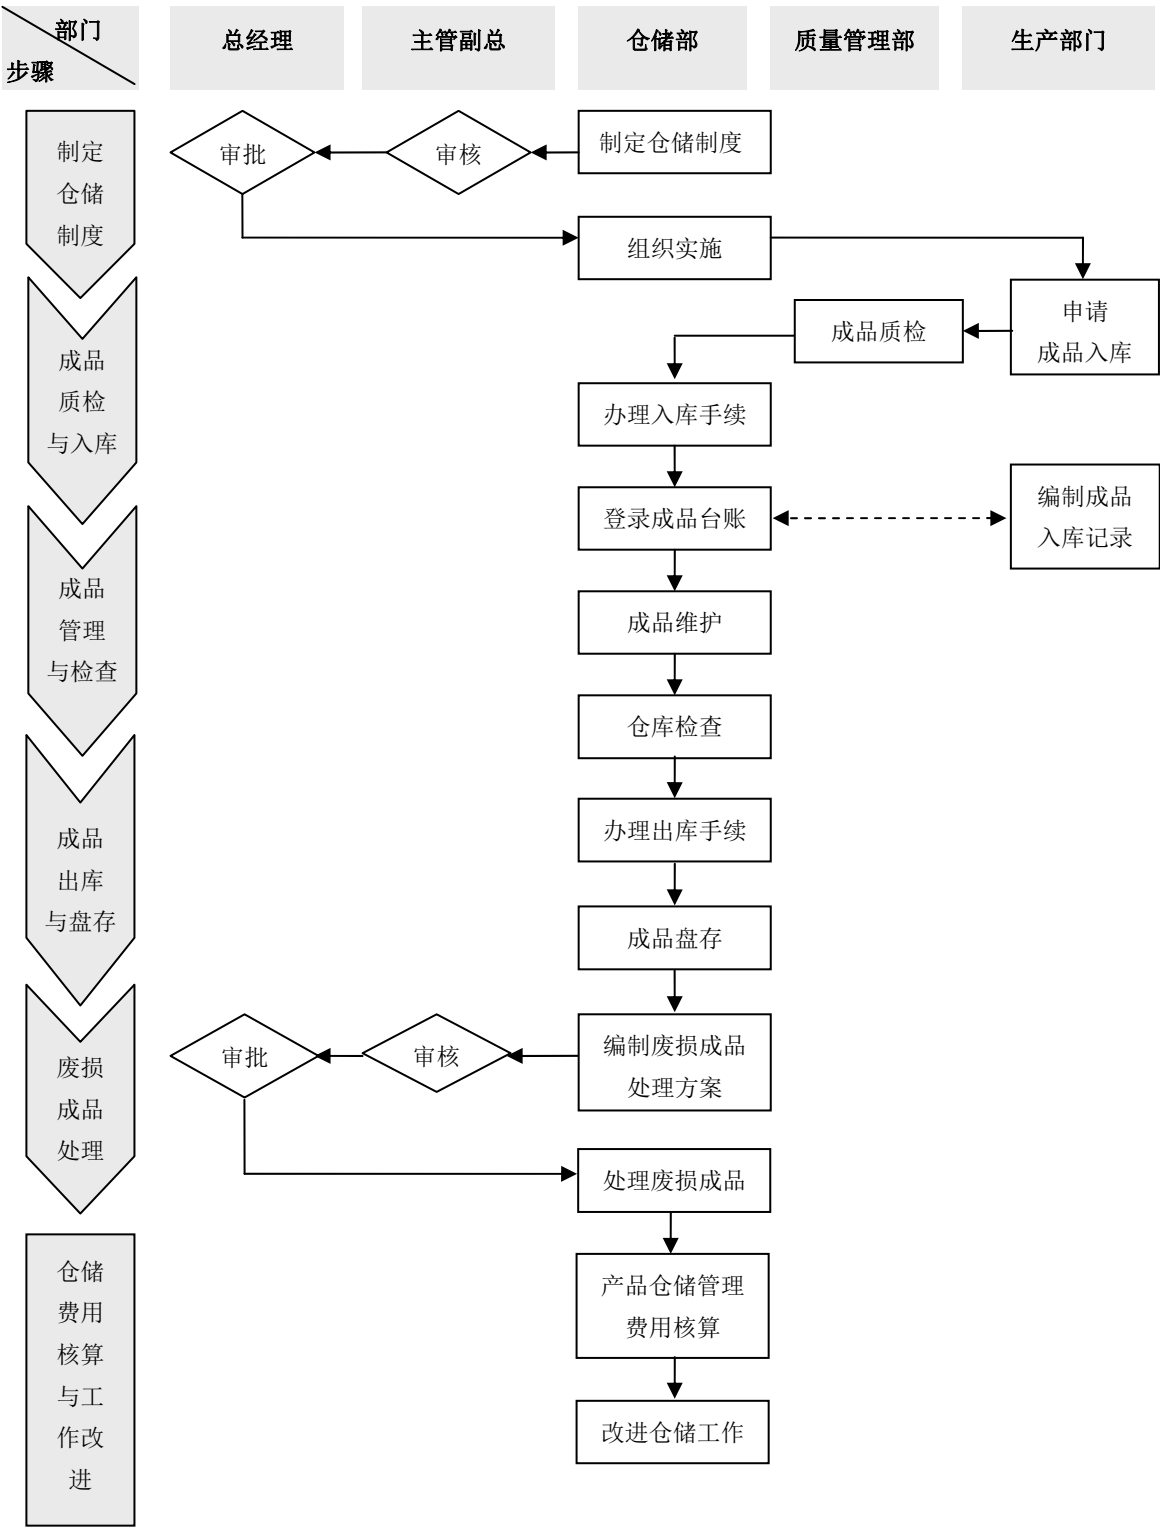 部门
步骤
总经理
主管副总
仓储部
质量管理部
生产部门
制定
仓储
制度
审批
审核
制定仓储制度
组织实施
成品
质检
与入库
申请
成品入库
成品质检
办理入库手续
登录成品台账
编制成品
入库记录
成品
管理
与检查
成品维护
仓库检查
成品
出库
与盘存
办理出库手续
成品盘存
废损
成品
处理
审批
审核
编制废损成品
处理方案
处理废损成品
仓储
费用
核算
与工
作改
进
产品仓储管理
费用核算
改进仓储工作